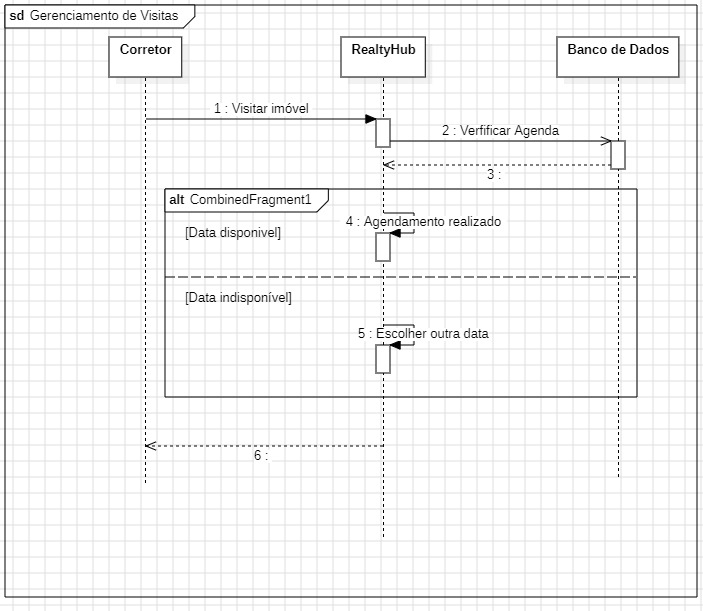 sd Gerenciamento de Visitas
Corretor
RealtyHub
Banco de Dados
1 : Visitar imóvel
2 : Verfificar Agenda
3 :
alt CombinedFragment1
4 : Agendamento realizado
[Data disponivel]
[Data indisponível]
5 : Escolher outra data
6 :